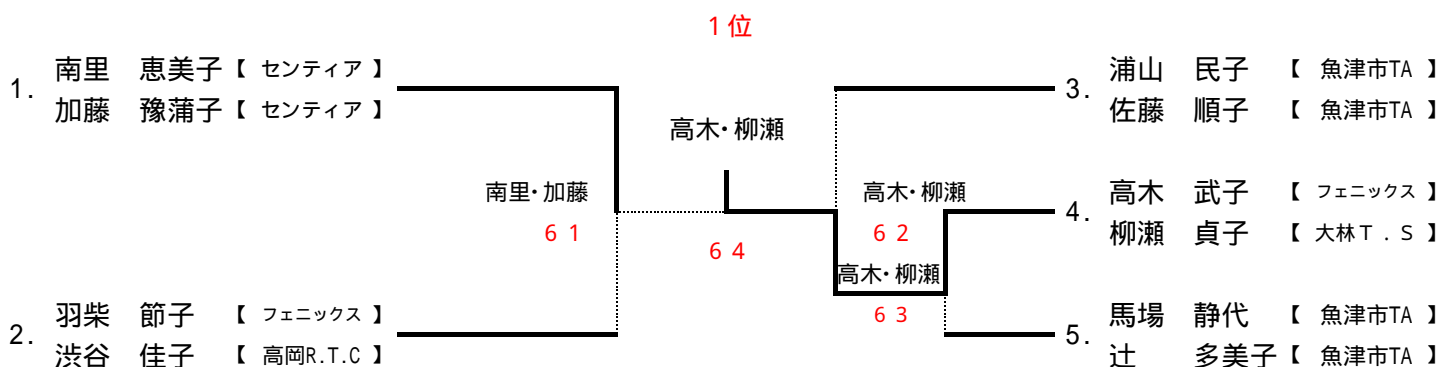 1位
1. 南里 恵美子【 センティア 】
加藤 豫蒲子【 センティア 】
2. 羽柴 節子 【 フェニックス 】
渋谷 佳子 【 高岡R.T.C 】
南里・加藤
６１
高木・柳瀬
６４
高木・柳瀬
６２
高木・柳瀬
６３
3. 浦山 民子 【 魚津市TA 】
佐藤 順子 【 魚津市TA 】
4. 高木 武子 【 フェニックス 】
柳瀬 貞子 【 大林Ｔ．Ｓ 】
5. 馬場 静代 【 魚津市TA 】
辻 多美子【 魚津市TA 】